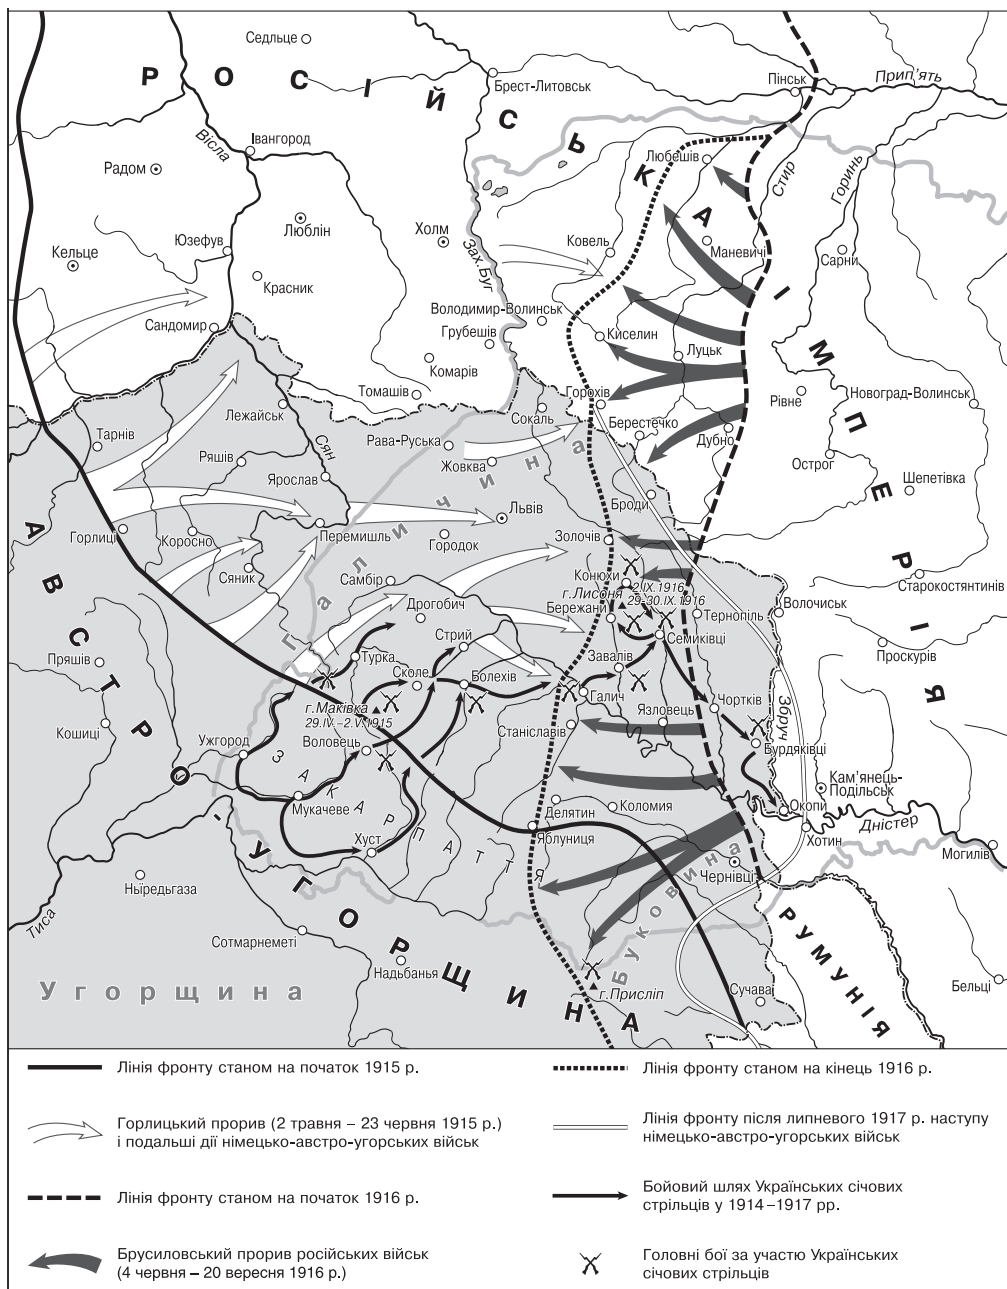 Седльце
РОСІЙСЬКА ІМПЕРІЯ
Брест-Литовськ
Пінськ
Прип'ять
Вісла
Івангород
Любешів
Стир
Горинь
Радом
Люблін
Холм
Юзефув
Зах.Буг
Ковель
Маневичі
Сарни
Кельце
Красник
Володимир-Волинськ
Сандомир
Грубешів
Киселин
Луцьк
Комарів
Томашів
Горохів
Рівне
Новоград-Волинськ
Лежайськ
Сокаль
Берестечко
Тарнів
Сян
Рава-Руська
Дубно
Ряшів
Жовква
Острог
Ярослав
Галичина
Шепетівка
Броди
АВСТРО-УГОРЩИНА
Львів
Горлиці
Коросно
Перемишль
Городок
Золочів
Сяник
Самбір
Конюхи
2.IX.1916
Старокостянтинів
г.Лисоня
29-30.IX.1916
Дрогобич
Бережани
Тернопіль
Волочиськ
Стрий
Семиківці
Пряшів
Турка
Проскурів
Сколе
Болехів
Завалів
Галич
г.Маківка
29.IV.–2.V.1915
Язловець
Чортків
Збруч
Кошиці
Станіславів
Ужгород
Воловець
Бурдяківці
ЗАКАРПАТТЯ
Кам'янець-
Подільськ
Мукачеве
Делятин
Коломия
Окопи
Дністер
Хуст
Яблуниця
Хотин
Могилів
Чернівці
Ньїредьгаза
Буковина
Тиса
Сотмарнеметі
РУМУНІЯ
Надьбанья
Угорщина
г.Присліп
Сучава
Бельці
Лінія фронту станом на початок 1915 р.
Горлицький прорив (2 травня – 23 червня 1915 р.)
і подальші дії німецько-австро-угорських військ
Лінія фронту станом на початок 1916 р.
Брусиловський прорив російських військ
(4 червня – 20 вересня 1916 р.)
Лінія фронту станом на кінець 1916 р.
Лінія фронту після липневого 1917 р. наступу
німецько-австро-угорських військ
Бойовий шлях Українських січових
стрільців у 1914–1917 рр.
Головні бої за участю Українських
січових стрільців